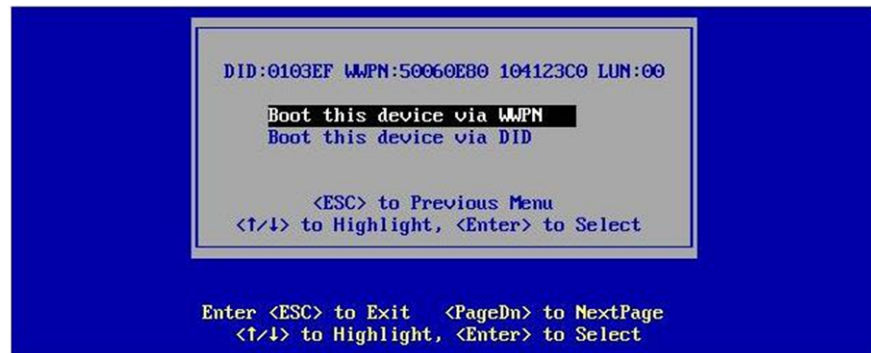 DID:0103EF WWPN:50060E80 104123C0 LUN:00
Boot this device via WWPN
Boot this device via DID
<ESC> to Previous Menu
<↑/↓> to Highlight, <Enter> to Select
Enter <ESC> to Exit <PageDn> to NextPage
<↑/↓> to Highlight, <Enter> to Select